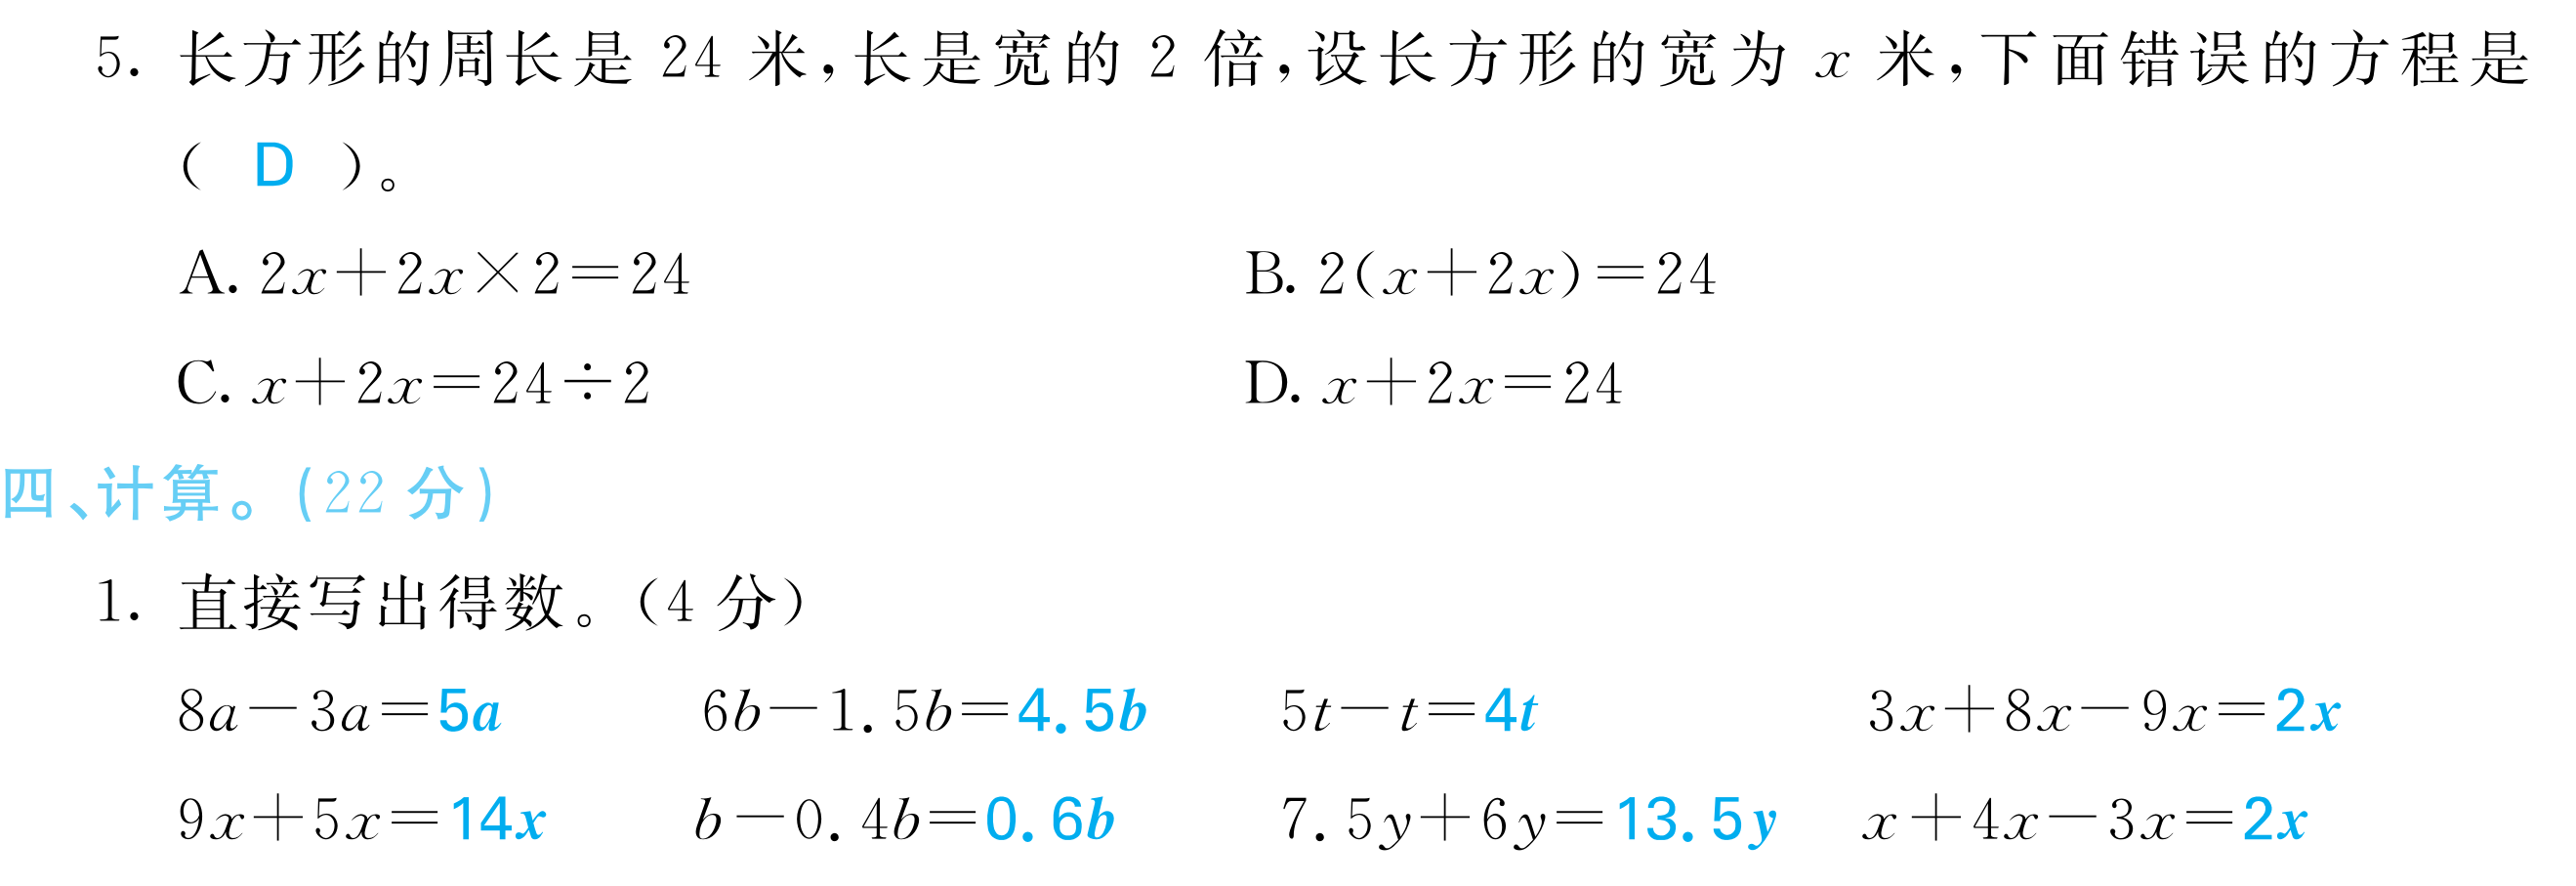 5. 长方形的周长是 24 米,长是宽的 2 倍,设长方形的宽为 x 米,下面错误的方程是
( D )。
A. 2x+2x×2=24 B. 2(x+2x)=24
C. x+2x=24÷2 D. x+2x=24
四、计算。(22 分)
1. 直接写出得数。(4 分)
8a-3a=5a 6b-1.5b=4.5b 5t-t=4t 3x+8x-9x=2x
9x+5x=14x b-0.4b=0.6b 7.5y+6y=13.5y x+4x-3x=2x